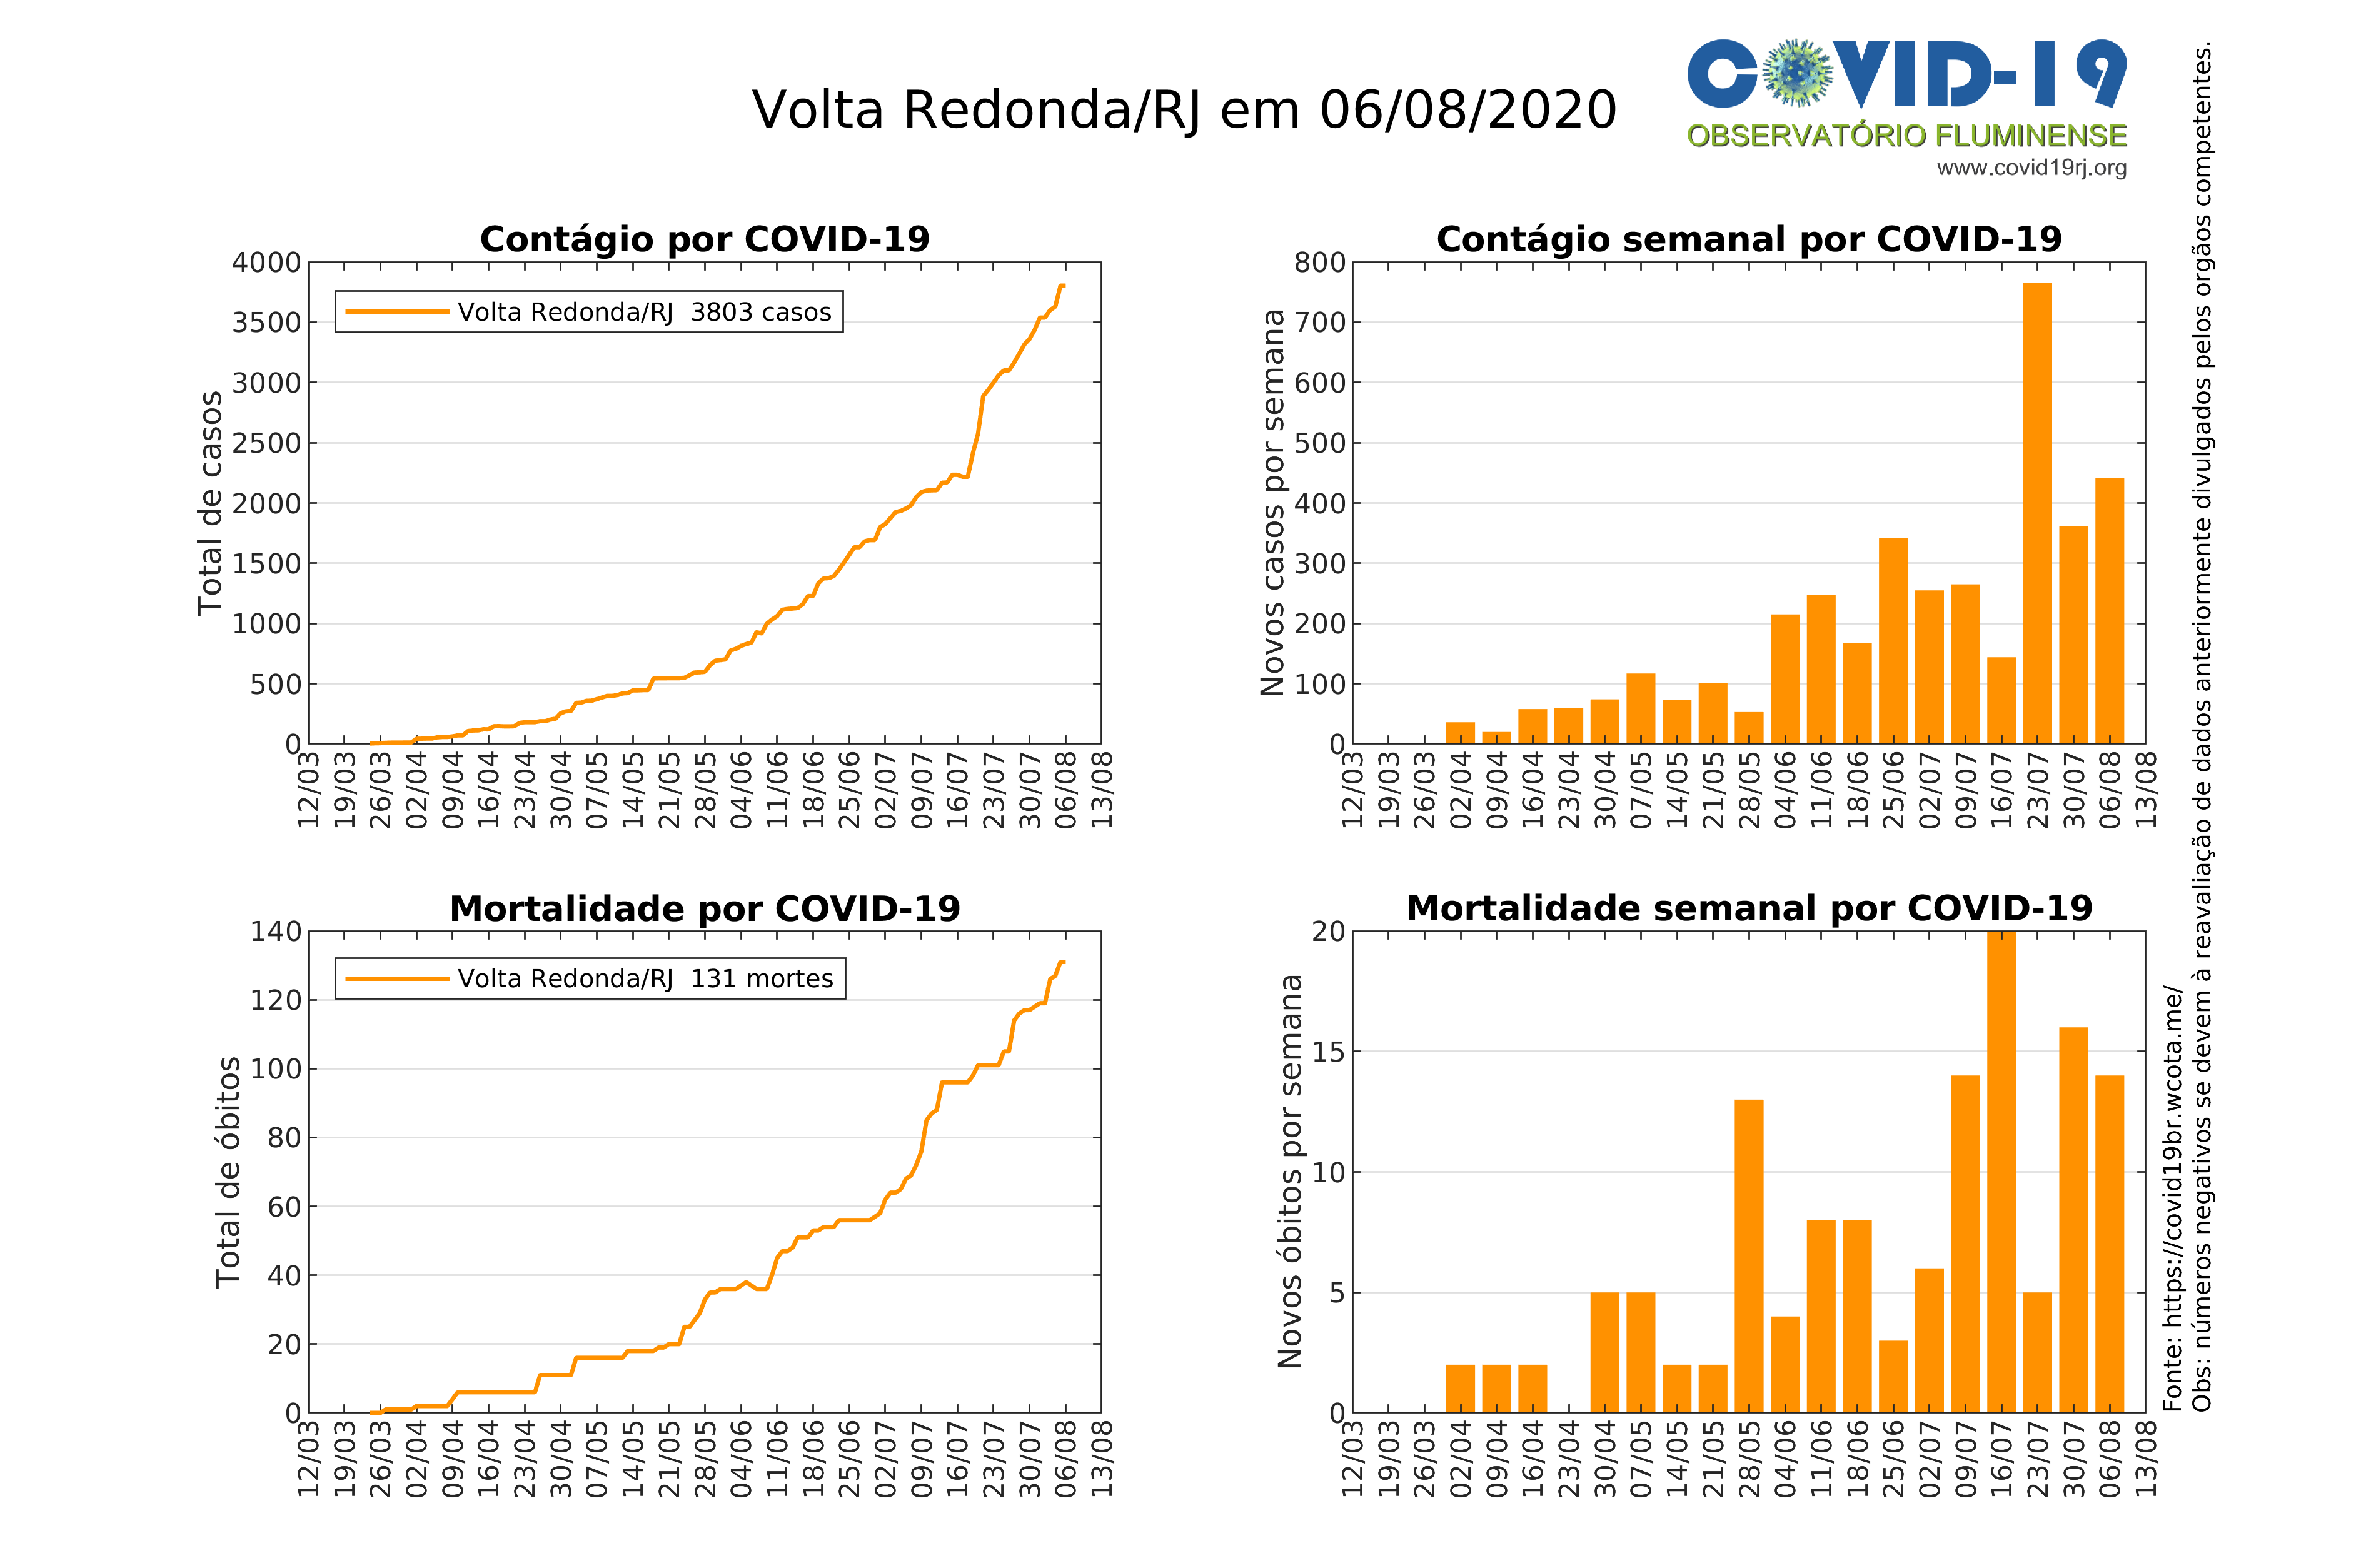 Volta Redonda/RJ em 06/08/2020
COVID-19
OBSERVATÓRIO FLUMINENSE
www.covid19rj.org
Contágio por COVID-19
Total de casos
4000
3500
3000
2500
2000
1500
1000
500
0
Volta Redonda/RJ 3803 casos
12/03 19/03 26/03 02/04 09/04 16/04 23/04 30/04 07/05 14/05 21/05 28/05 04/06 11/06 18/06 25/06 02/07 09/07 16/07 23/07 30/07 06/08 13/08
Contágio semanal por COVID-19
Novos casos por semana
800
700
600
500
400
300
200
100
0
12/03 19/03 26/03 02/04 09/04 16/04 23/04 30/04 07/05 14/05 21/05 28/05 04/06 11/06 18/06 25/06 02/07 09/07 16/07 23/07 30/07 06/08 13/08
Mortalidade por COVID-19
Total de óbitos
140
120
100
80
60
40
20
0
Volta Redonda/RJ 131 mortes
12/03 19/03 26/03 02/04 09/04 16/04 23/04 30/04 07/05 14/05 21/05 28/05 04/06 11/06 18/06 25/06 02/07 09/07 16/07 23/07 30/07 06/08 13/08
Mortalidade semanal por COVID-19
Novos óbitos por semana
20
15
10
5
0
12/03 19/03 26/03 02/04 09/04 16/04 23/04 30/04 07/05 14/05 21/05 28/05 04/06 11/06 18/06 25/06 02/07 09/07 16/07 23/07 30/07 06/08 13/08
Fonte: https://covid19br.wcota.me/
Obs: números negativos se devem à reavaliação de dados anteriormente divulgados pelos orgãos competentes.